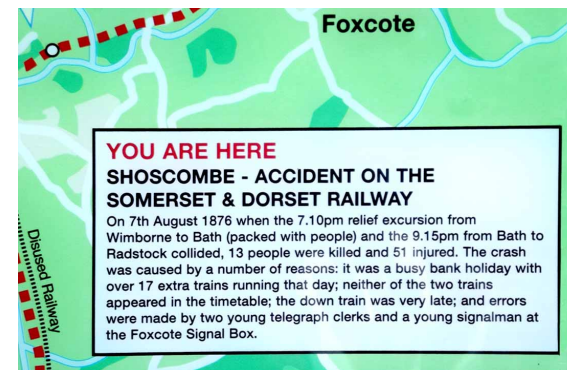 Foxcote
YOU ARE HERE
SHOSCOMBE - ACCIDENT ON THE
SOMERSET & DORSET RAILWAY
On 7th August 1876 when the 7.10pm relief excursion from
Wimborne to Bath (packed with people) and the 9.15pm from Bath to
Radstock collided, 13 people were killed and 51 injured. The crash
was caused by a number of reasons: it was a busy bank holiday with
over 17 extra trains running that day; neither of the two trains
appeared in the timetable; the down train was very late; and errors
were made by two young telegraph clerks and a young signalman at
the Foxcote Signal Box.
Disused Railway